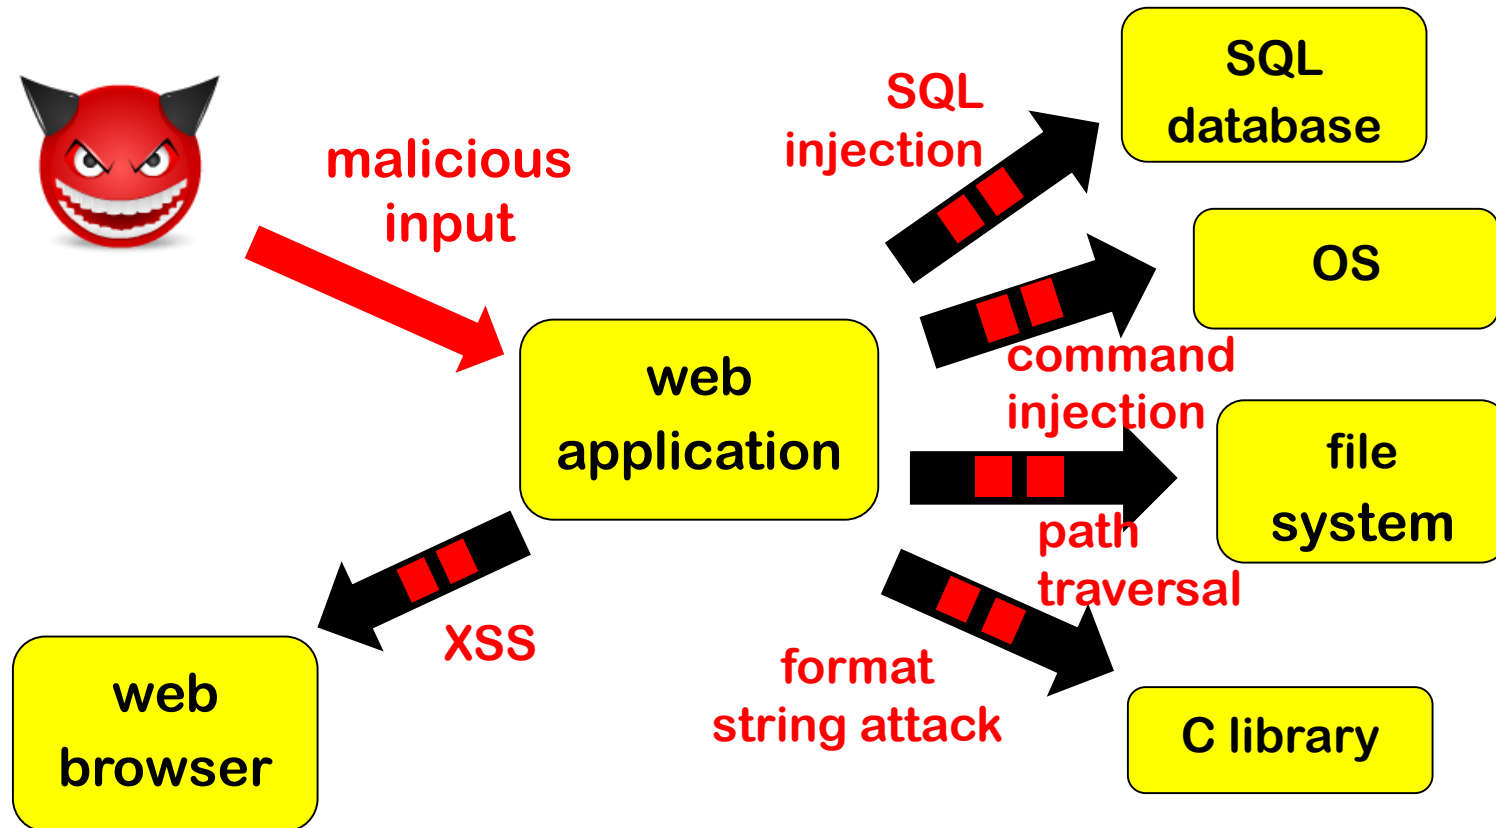 malicious
input
SQL
injection
SQL
database
OS
command
injection
web
application
file
system
path
traversal
XSS
format
string attack
web
browser
C library